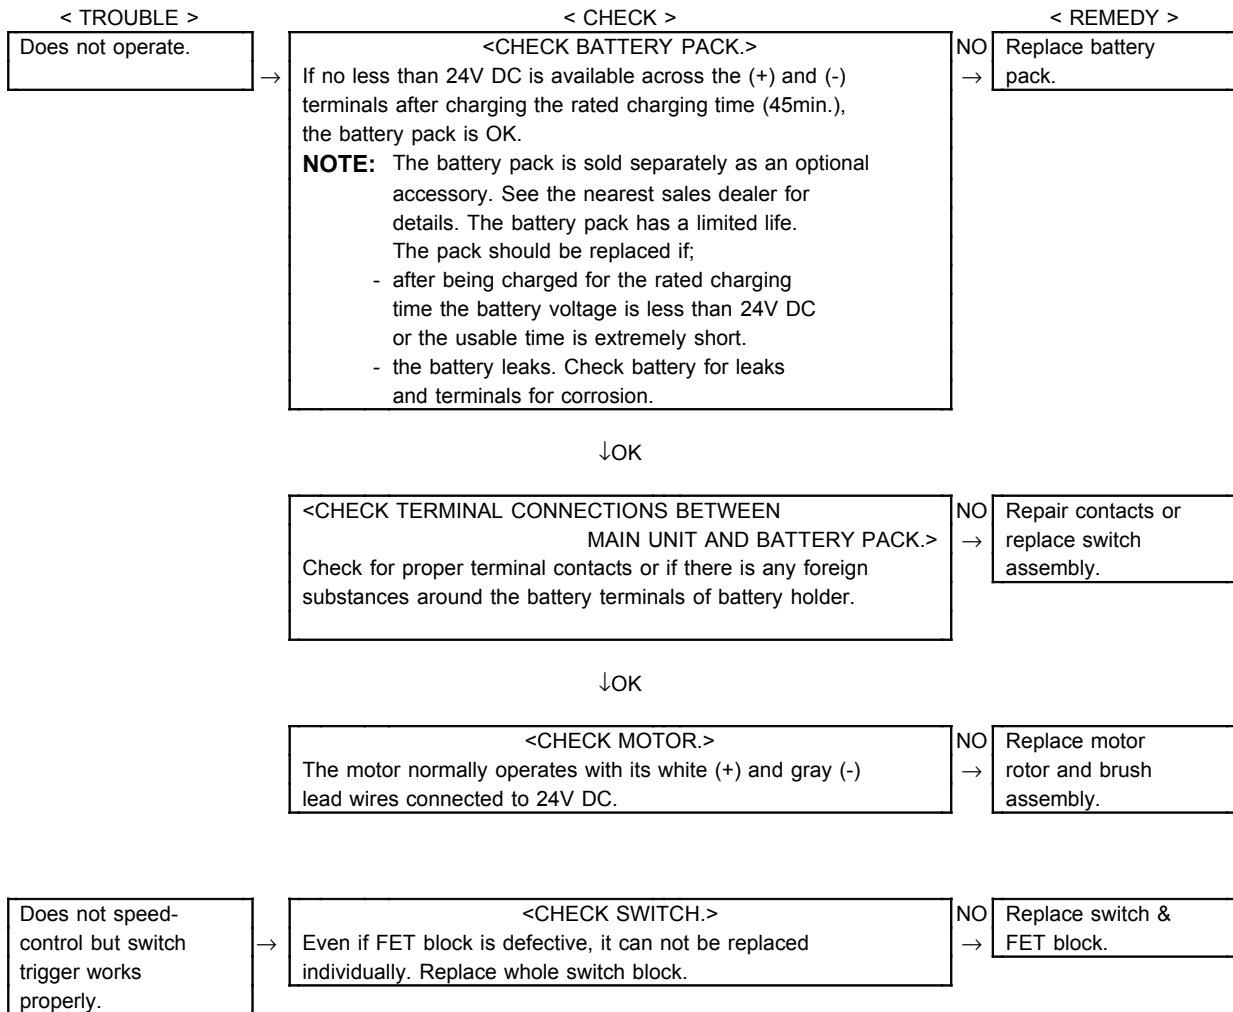 < TROUBLE >
< CHECK >
< REMEDY >
Does not operate.
→
<CHECK BATTERY PACK.>
If no less than 24V DC is available across the (+) and (-)
terminals after charging the rated charging time (45min.),
the battery pack is OK.
NOTE: The battery pack is sold separately as an optional
accessory. See the nearest sales dealer for
details. The battery pack has a limited life.
The pack should be replaced if;
- after being charged for the rated charging
time the battery voltage is less than 24V DC
or the usable time is extremely short.
- the battery leaks. Check battery for leaks
and terminals for corrosion.
NO
→
Replace battery
pack.
↓OK
<CHECK TERMINAL CONNECTIONS BETWEEN
MAIN UNIT AND BATTERY PACK.>
Check for proper terminal contacts or if there is any foreign
substances around the battery terminals of battery holder.
NO
→
Repair contacts or
replace switch
assembly.
↓OK
<CHECK MOTOR.>
The motor normally operates with its white (+) and gray (-)
lead wires connected to 24V DC.
NO
→
Replace motor
rotor and brush
assembly.
Does not speed-
control but switch
trigger works
properly.
→
<CHECK SWITCH.>
Even if FET block is defective, it can not be replaced
individually. Replace whole switch block.
NO
→
Replace switch &
FET block.